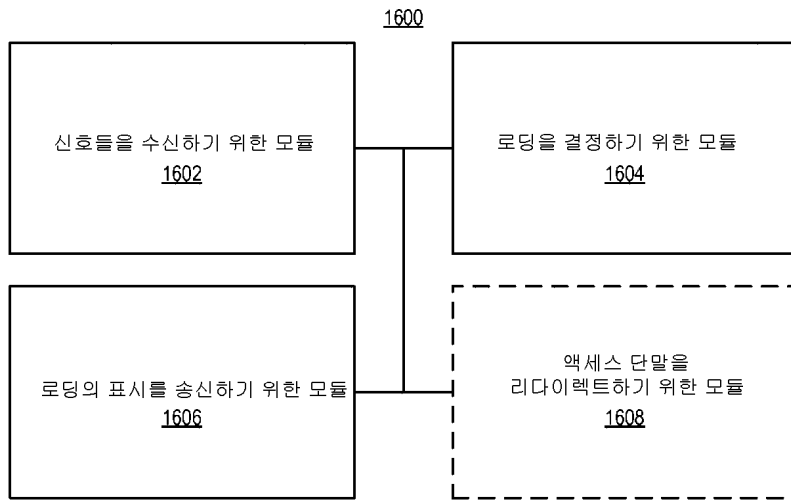 1600
신호들을 수신하기 위한 모듈
1602
로딩을 결정하기 위한 모듈
1604
로딩의 표시를 송신하기 위한 모듈
1606
액세스 단말을
리다이렉트하기 위한 모듈
1608